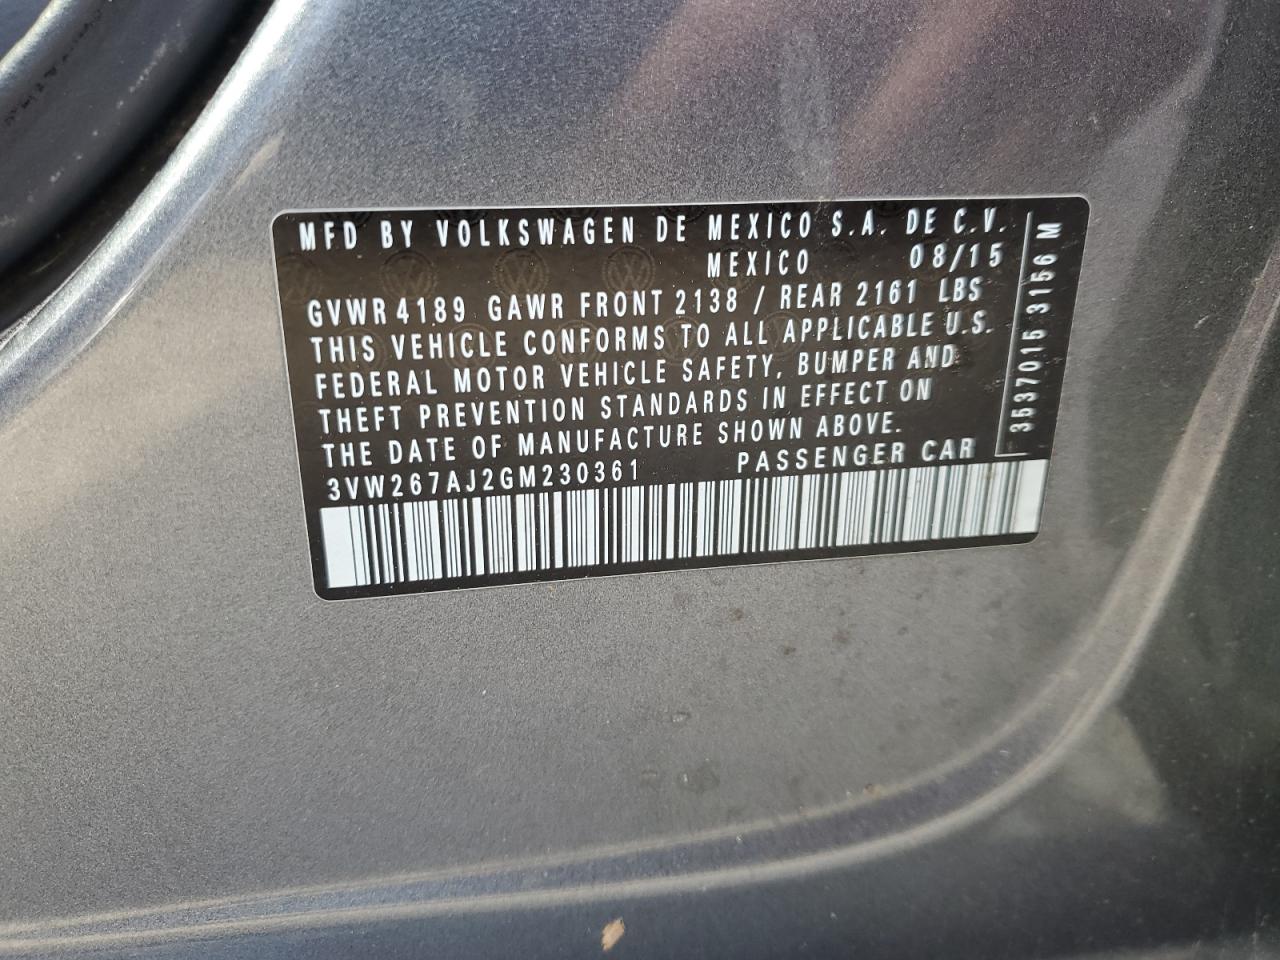 MFD BY VOLKSWAGEN DE MEXICO S.A. DE C.V.
MEXICO 08/15
GVWR 4189 GAWR FRONT 2138 / REAR 2161 LBS
THIS VEHICLE CONFORMS TO ALL APPLICABLE U.S.
FEDERAL MOTOR VEHICLE SAFETY, BUMPER AND
THEFT PREVENTION STANDARDS IN EFFECT ON
THE DATE OF MANUFACTURE SHOWN ABOVE.
3VW267AJ2GM230361 PASSENGER CAR
3537015 3156 M